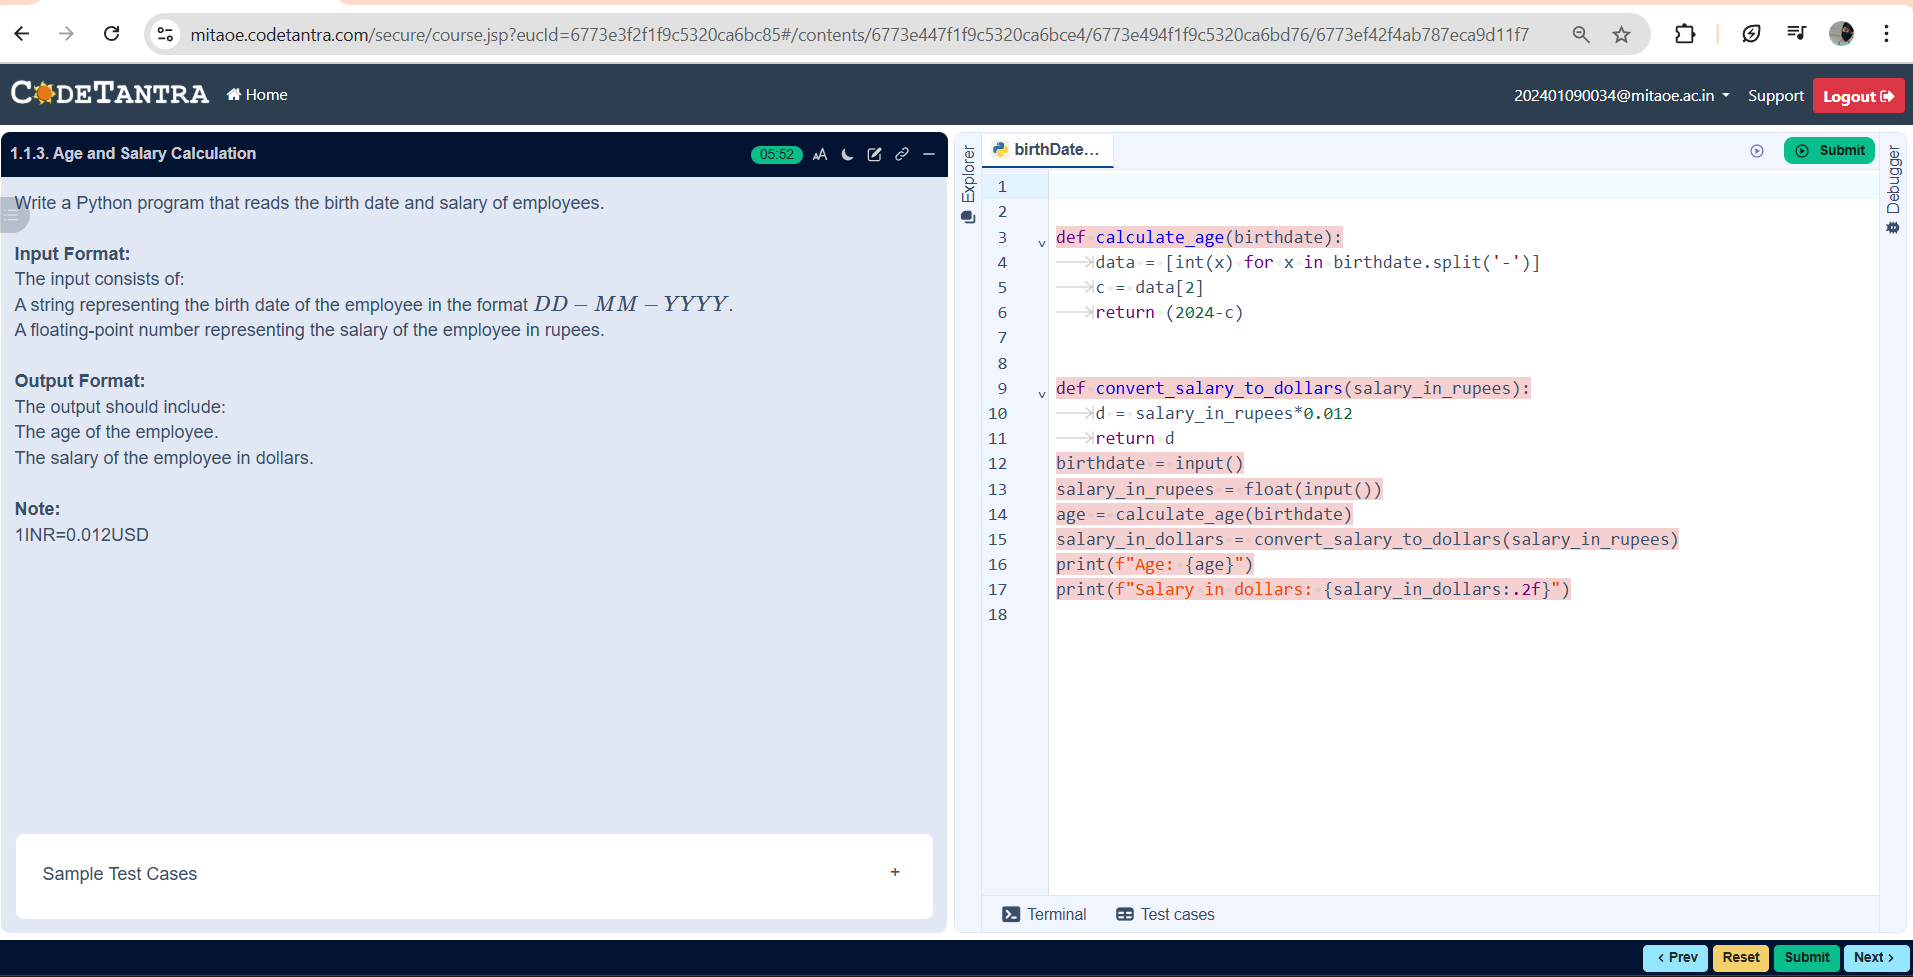 mitaoe.codetantra.com/secure/course.jsp?eucId=6773e3f2f1f9c5320ca6bc85#/contents/6773e447f1f9c5320ca6bce4/6773e494f1f9c5320ca6bd76/6773ef42f4ab787eca9d11f7
CODETANTRA
Home
202401090034@mitaoe.ac.in
Support
Logout
1.1.3. Age and Salary Calculation
05:52
AA
Write a Python program that reads the birth date and salary of employees.
Input Format:
The input consists of:
A string representing the birth date of the employee in the format DD − MM − YYYY.
A floating-point number representing the salary of the employee in rupees.
Output Format:
The output should include:
The age of the employee.
The salary of the employee in dollars.
Note:
1INR=0.012USD
Sample Test Cases
+
Explorer
birthDate...
Submit
Debugger
1
2
3 def calculate_age(birthdate):
4 data = [int(x) for x in birthdate.split('-')]
5 c = data[2]
6 return (2024-c)
7
8
9 def convert_salary_to_dollars(salary_in_rupees):
10 d = salary_in_rupees*0.012
11 return d
12 birthdate = input()
13 salary_in_rupees = float(input())
14 age = calculate_age(birthdate)
15 salary_in_dollars = convert_salary_to_dollars(salary_in_rupees)
16 print(f"Age: {age}")
17 print(f"Salary in dollars: {salary_in_dollars:.2f}")
18
Terminal
Test cases
< Prev
Reset
Submit
Next >